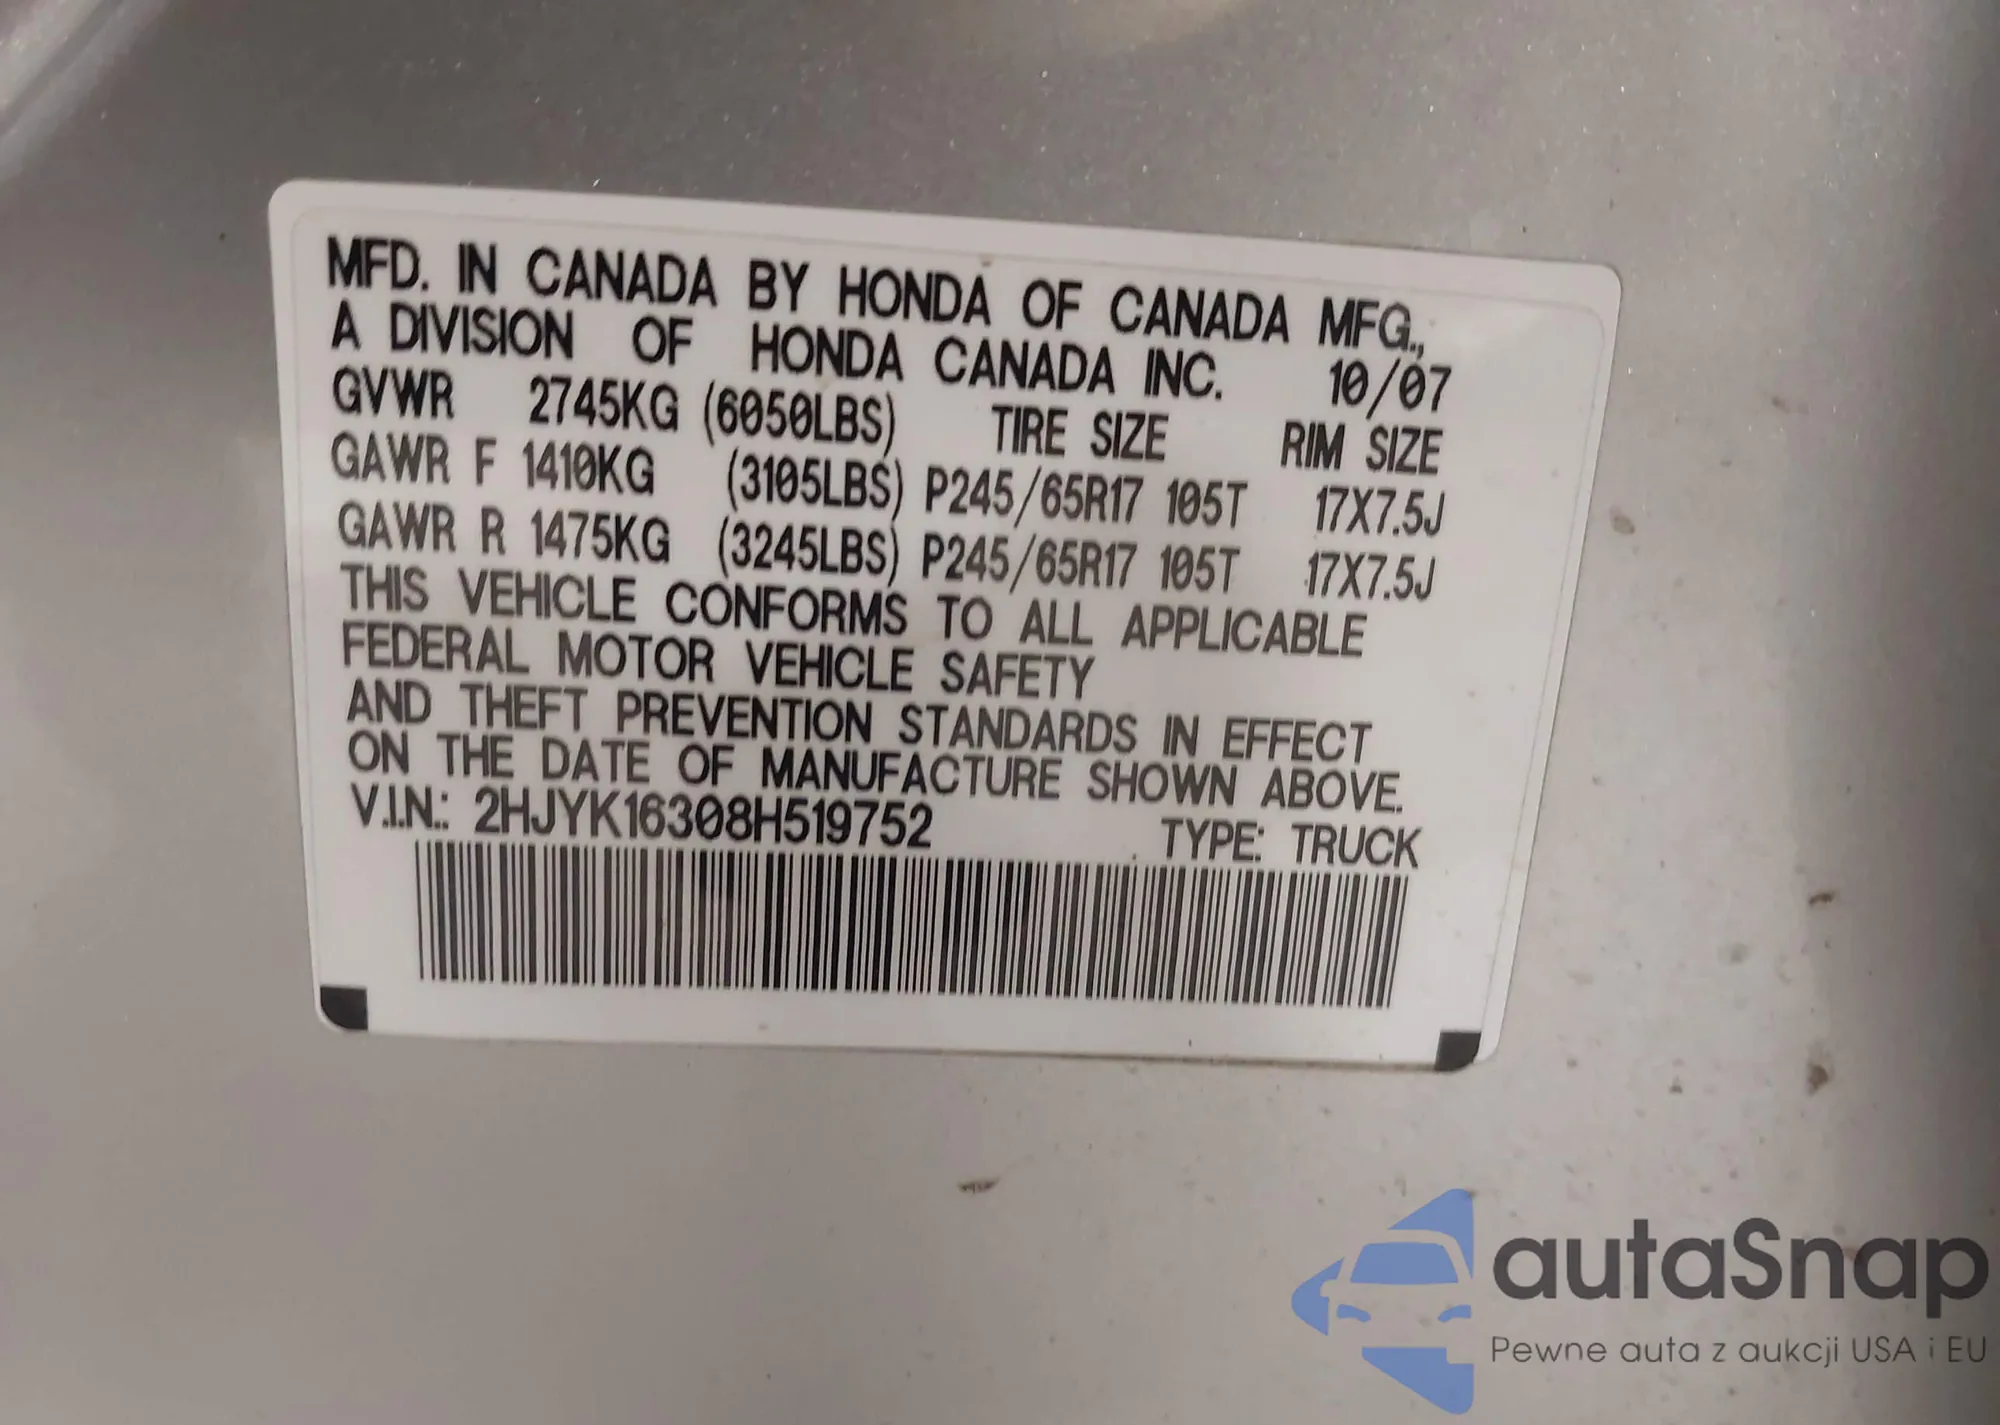 MFD. IN CANADA BY HONDA OF CANADA MFG.,
A DIVISION OF HONDA CANADA INC. 10/07
GVWR 2745KG (6050LBS) TIRE SIZE RIM SIZE
GAWR F 1410KG (3105LBS) P245/65R17 105T 17X7.5J
GAWR R 1475KG (3245LBS) P245/65R17 105T 17X7.5J
THIS VEHICLE CONFORMS TO ALL APPLICABLE
FEDERAL MOTOR VEHICLE SAFETY
AND THEFT PREVENTION STANDARDS IN EFFECT
ON THE DATE OF MANUFACTURE SHOWN ABOVE.
V.I.N.: 2HJYK16308H519752 TYPE: TRUCK
autaSnap
Pewne auta z aukcji USA i EU